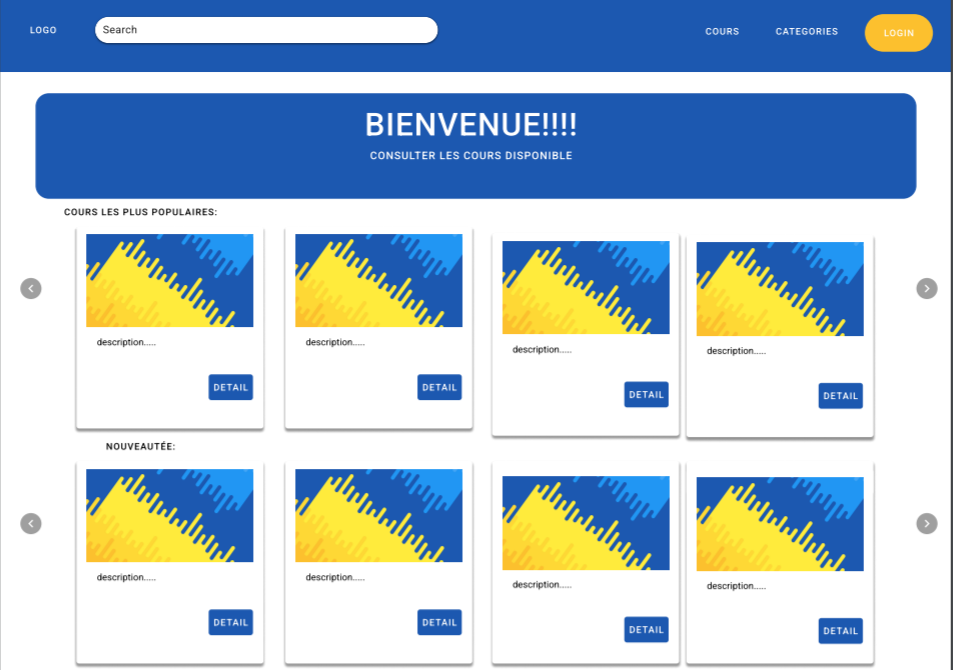 LOGO
Search
COURS
CATEGORIES
LOGIN
BIENVENUE!!!!
CONSULTER LES COURS DISPONIBLE
COURS LES PLUS POPULAIRES:
description.....
description.....
description.....
description.....
DETAIL
DETAIL
DETAIL
DETAIL
NOUVEAUTÉE:
description.....
description.....
description.....
description.....
DETAIL
DETAIL
DETAIL
DETAIL